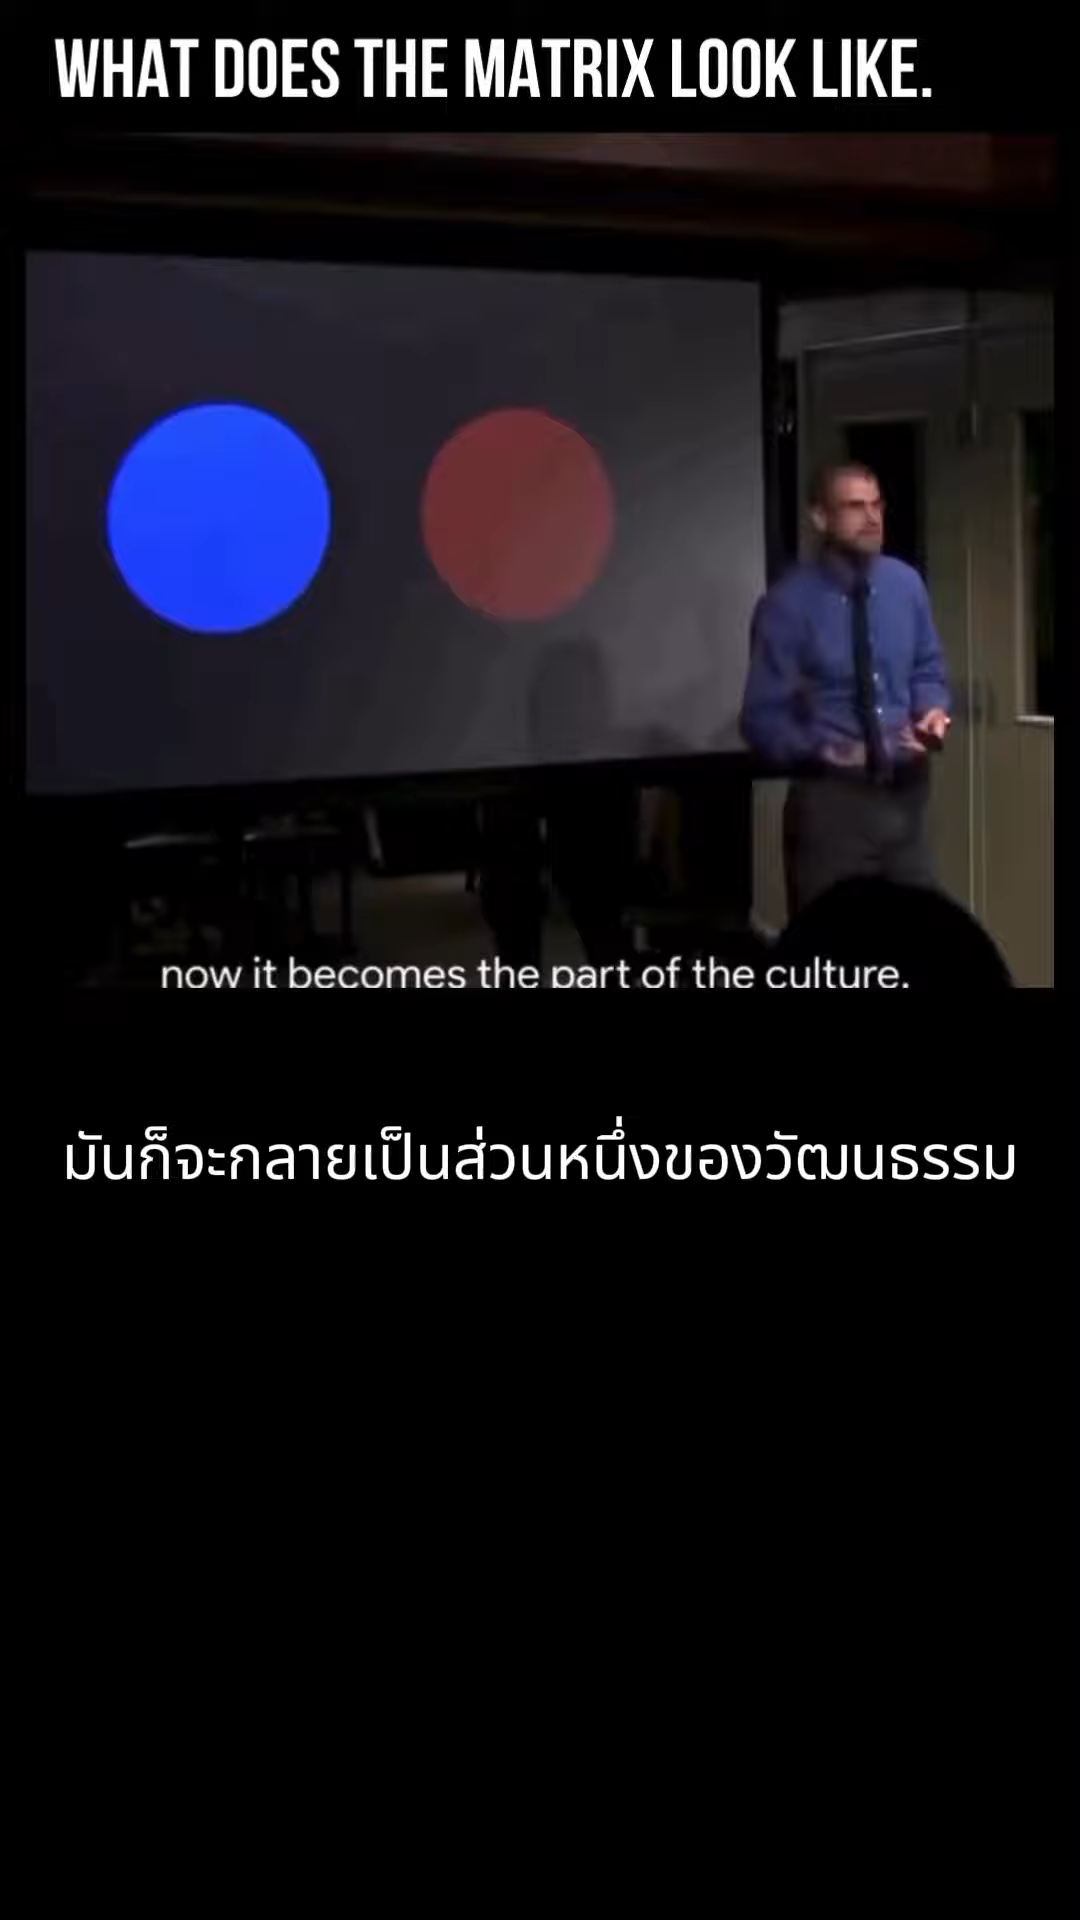 WHAT DOES THE MATRIX LOOK LIKE.
now it becomes the part of the culture.
มันก็จะกลายเป็นส่วนหนึ่งของวัฒนธรรม